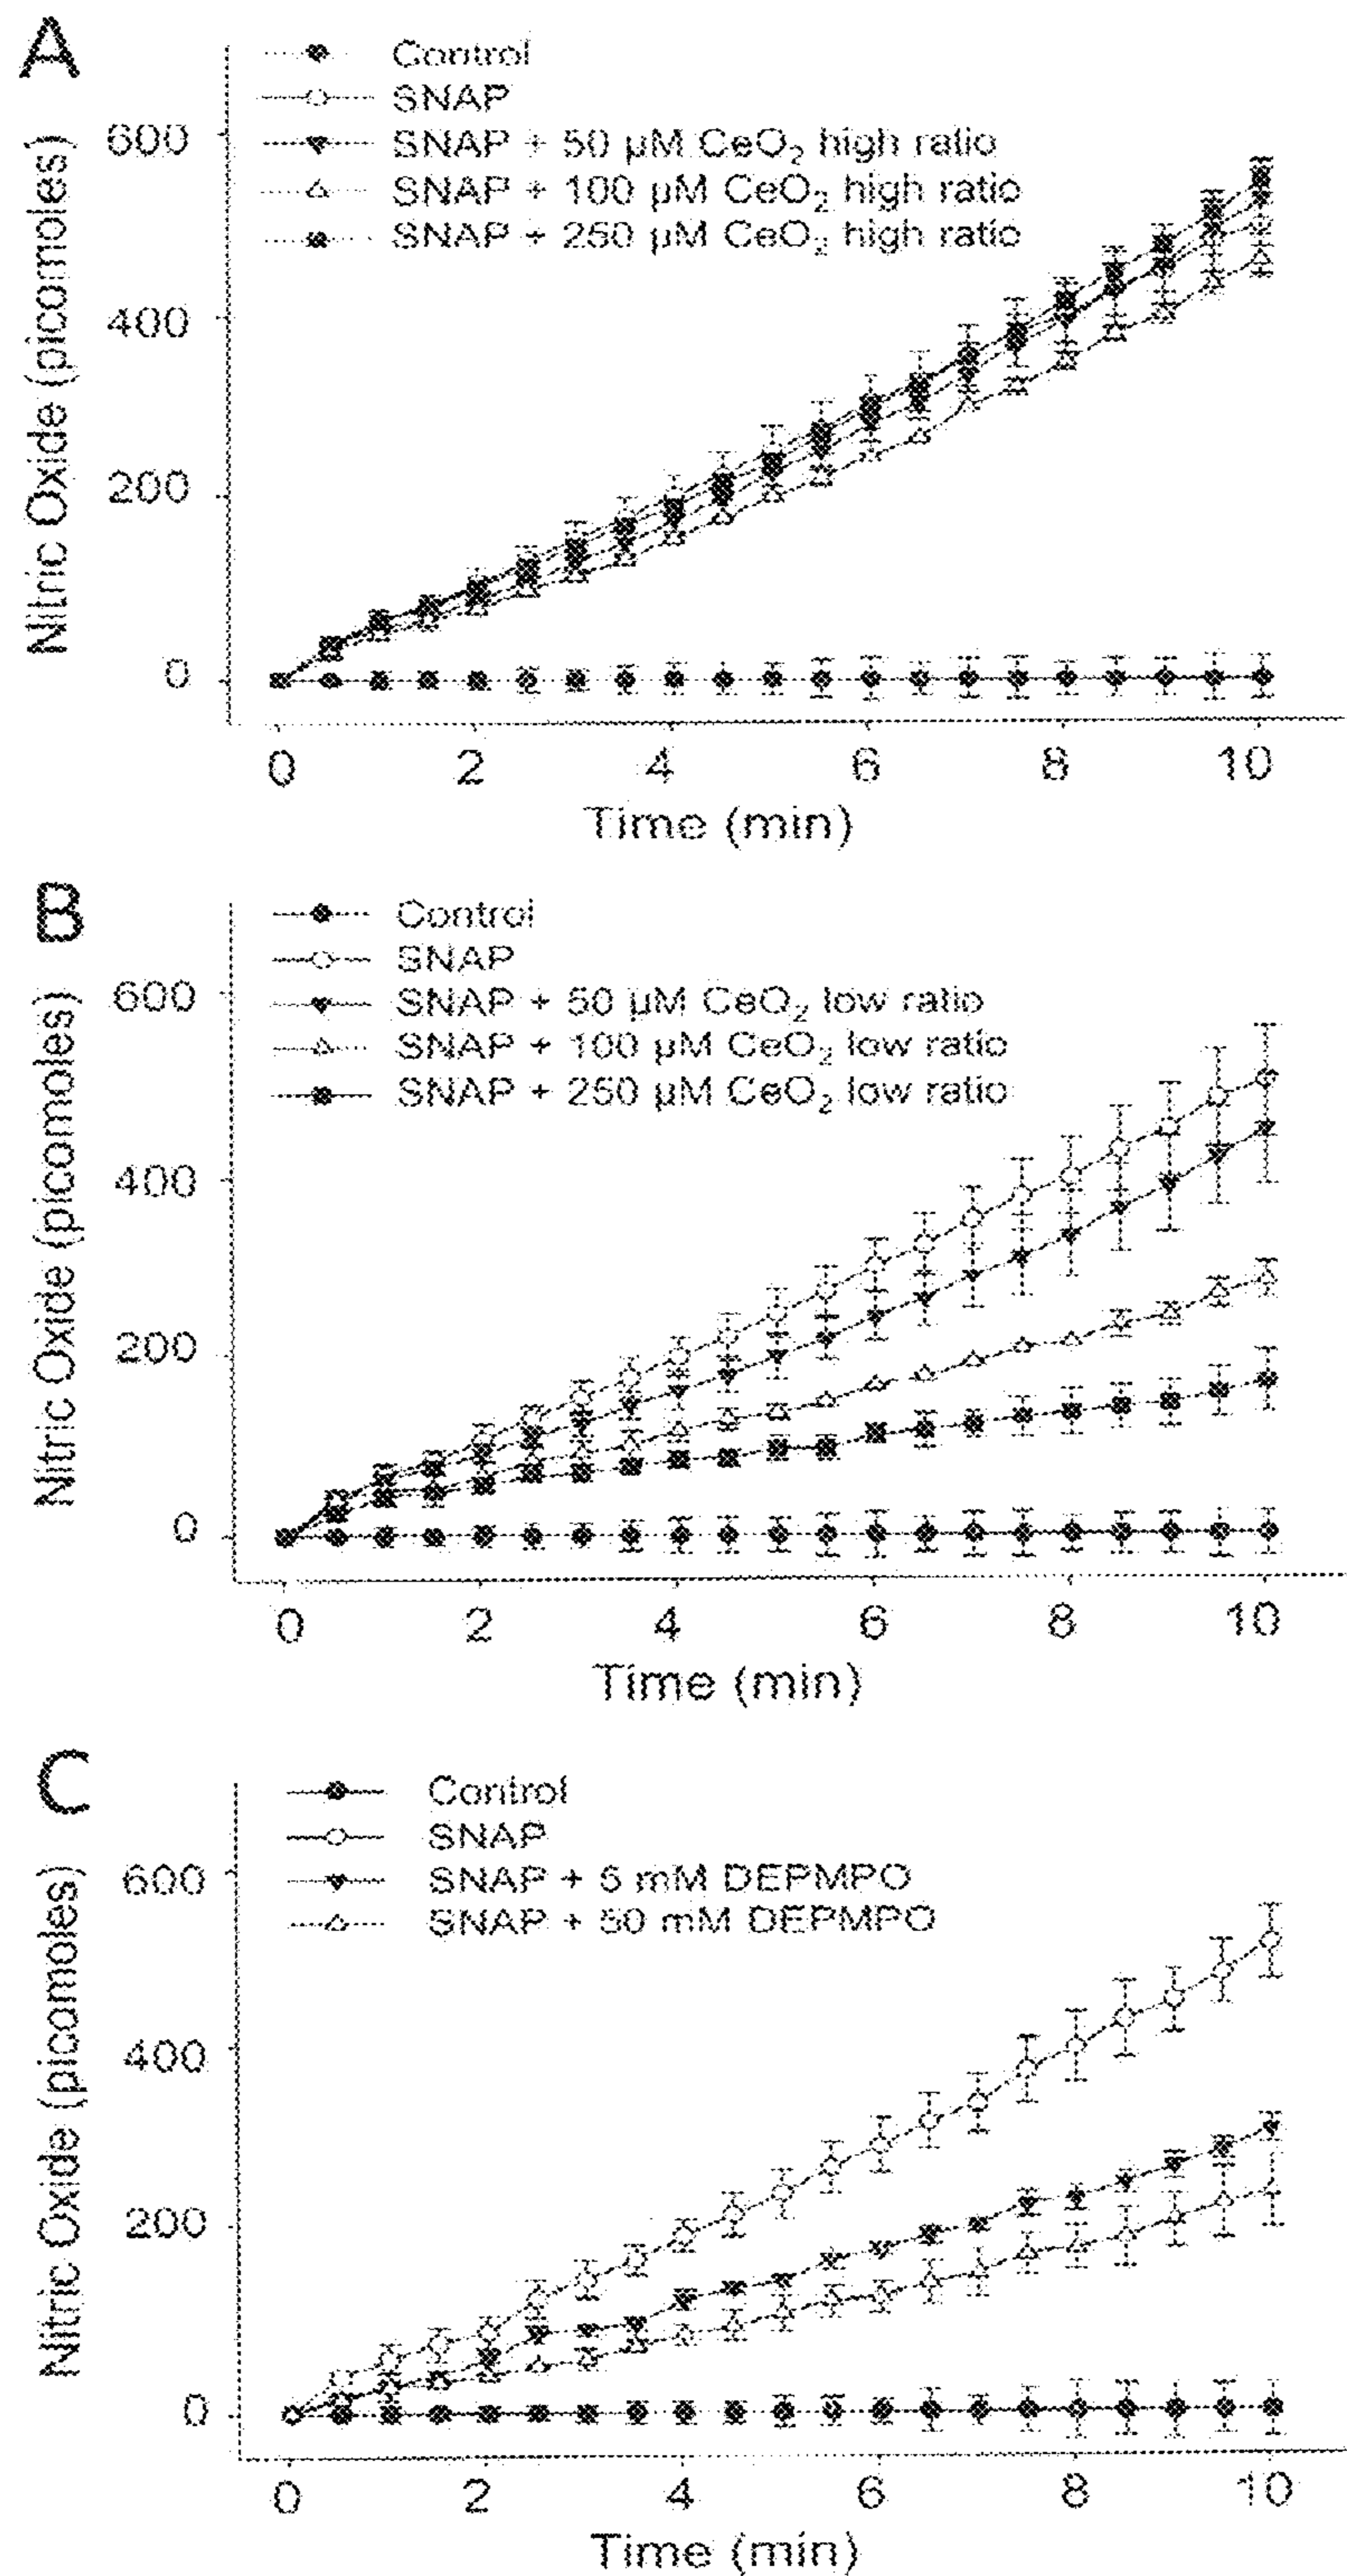 A
Control
SNAP
SNAP + 50 µM CeO2 high ratio
SNAP + 100 µM CeO2 high ratio
SNAP + 250 µM CeO2 high ratio
Nitric Oxide (picomoles)
600
400
200
0
0 2 4 6 8 10
Time (min)
B
Control
SNAP
SNAP + 50 µM CeO2 low ratio
SNAP + 100 µM CeO2 low ratio
SNAP + 250 µM CeO2 low ratio
Nitric Oxide (picomoles)
600
400
200
0
0 2 4 6 8 10
Time (min)
C
Control
SNAP
SNAP + 5 mM DEPMPO
SNAP + 50 mM DEPMPO
Nitric Oxide (picomoles)
600
400
200
0
0 2 4 6 8 10
Time (min)